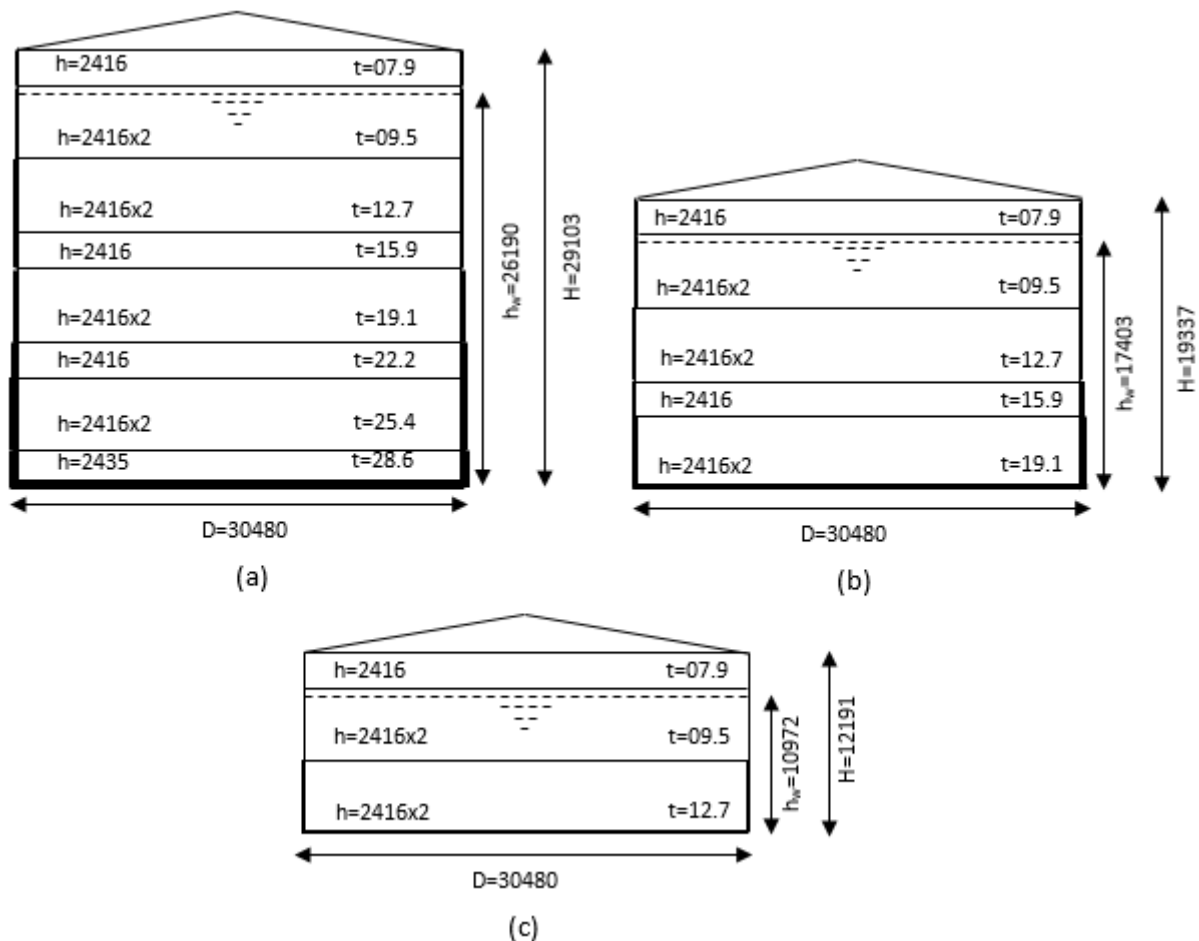 h=2416 t=07.9
h=2416x2 t=09.5
h=2416x2 t=12.7
h=2416 t=15.9
h=2416x2 t=19.1
h=2416 t=22.2
h=2416x2 t=25.4
h=2435 t=28.6
hw=26190
H=29103
D=30480
(a)
h=2416 t=07.9
h=2416x2 t=09.5
h=2416x2 t=12.7
h=2416 t=15.9
h=2416x2 t=19.1
hw=17403
H=19337
D=30480
(b)
h=2416 t=07.9
h=2416x2 t=09.5
h=2416x2 t=12.7
hw=10972
H=12191
D=30480
(c)